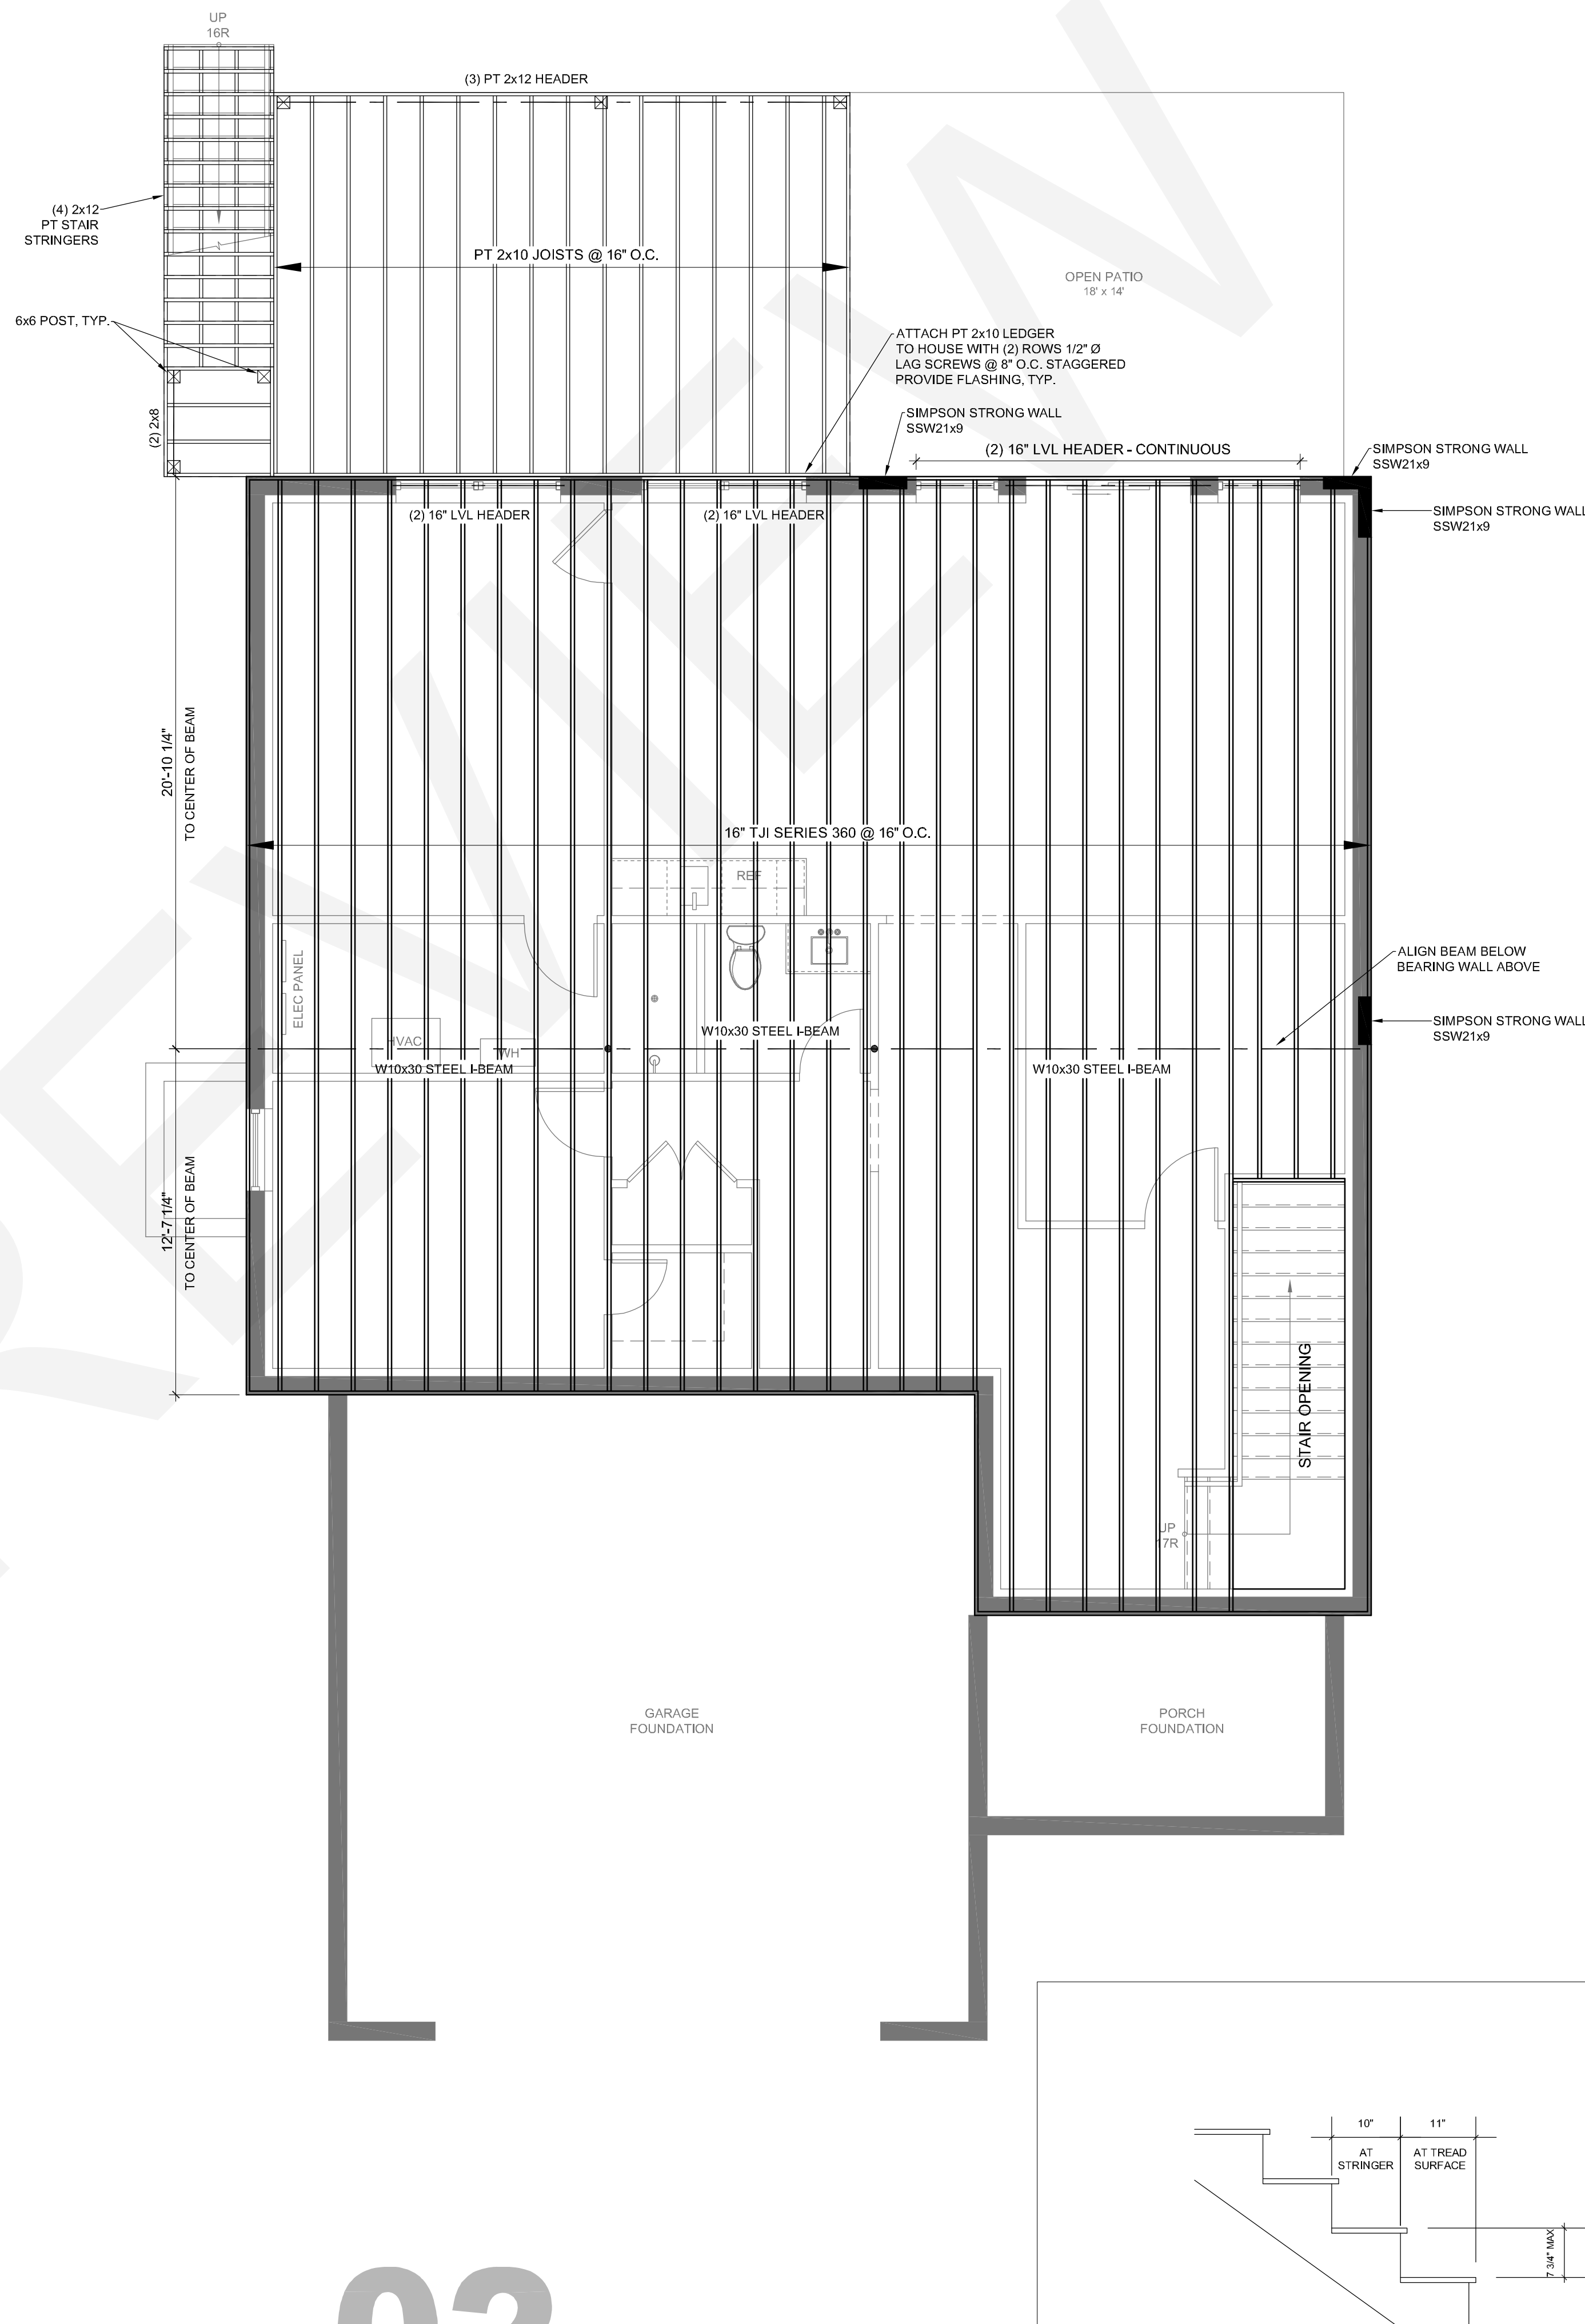 UP
16R
(3) PT 2x12 HEADER
(4) 2x12
PT STAIR
STRINGERS
PT 2x10 JOISTS @ 16" O.C.
OPEN PATIO
18' x 14'
6x6 POST, TYP.
ATTACH PT 2x10 LEDGER
TO HOUSE WITH (2) ROWS 1/2" Ø
LAG SCREWS @ 8" O.C. STAGGERED
PROVIDE FLASHING, TYP.
(2) 2x8
SIMPSON STRONG WALL
SSW21x9
(2) 16" LVL HEADER - CONTINUOUS
SIMPSON STRONG WALL
SSW21x9
(2) 16" LVL HEADER
(2) 16" LVL HEADER
SIMPSON STRONG WALL
SSW21x9
20'-10 1/4"
TO CENTER OF BEAM
16" TJI SERIES 360 @ 16" O.C.
REF
ELEC PANEL
ALIGN BEAM BELOW
BEARING WALL ABOVE
HVAC
WH
W10x30 STEEL I-BEAM
SIMPSON STRONG WALL
SSW21x9
W10x30 STEEL I-BEAM
W10x30 STEEL I-BEAM
12'-7 1/4"
TO CENTER OF BEAM
STAIR OPENING
UP
17R
GARAGE
FOUNDATION
PORCH
FOUNDATION
10"
11"
AT
STRINGER
AT TREAD
SURFACE
7 3/4" MAX
REVIEW